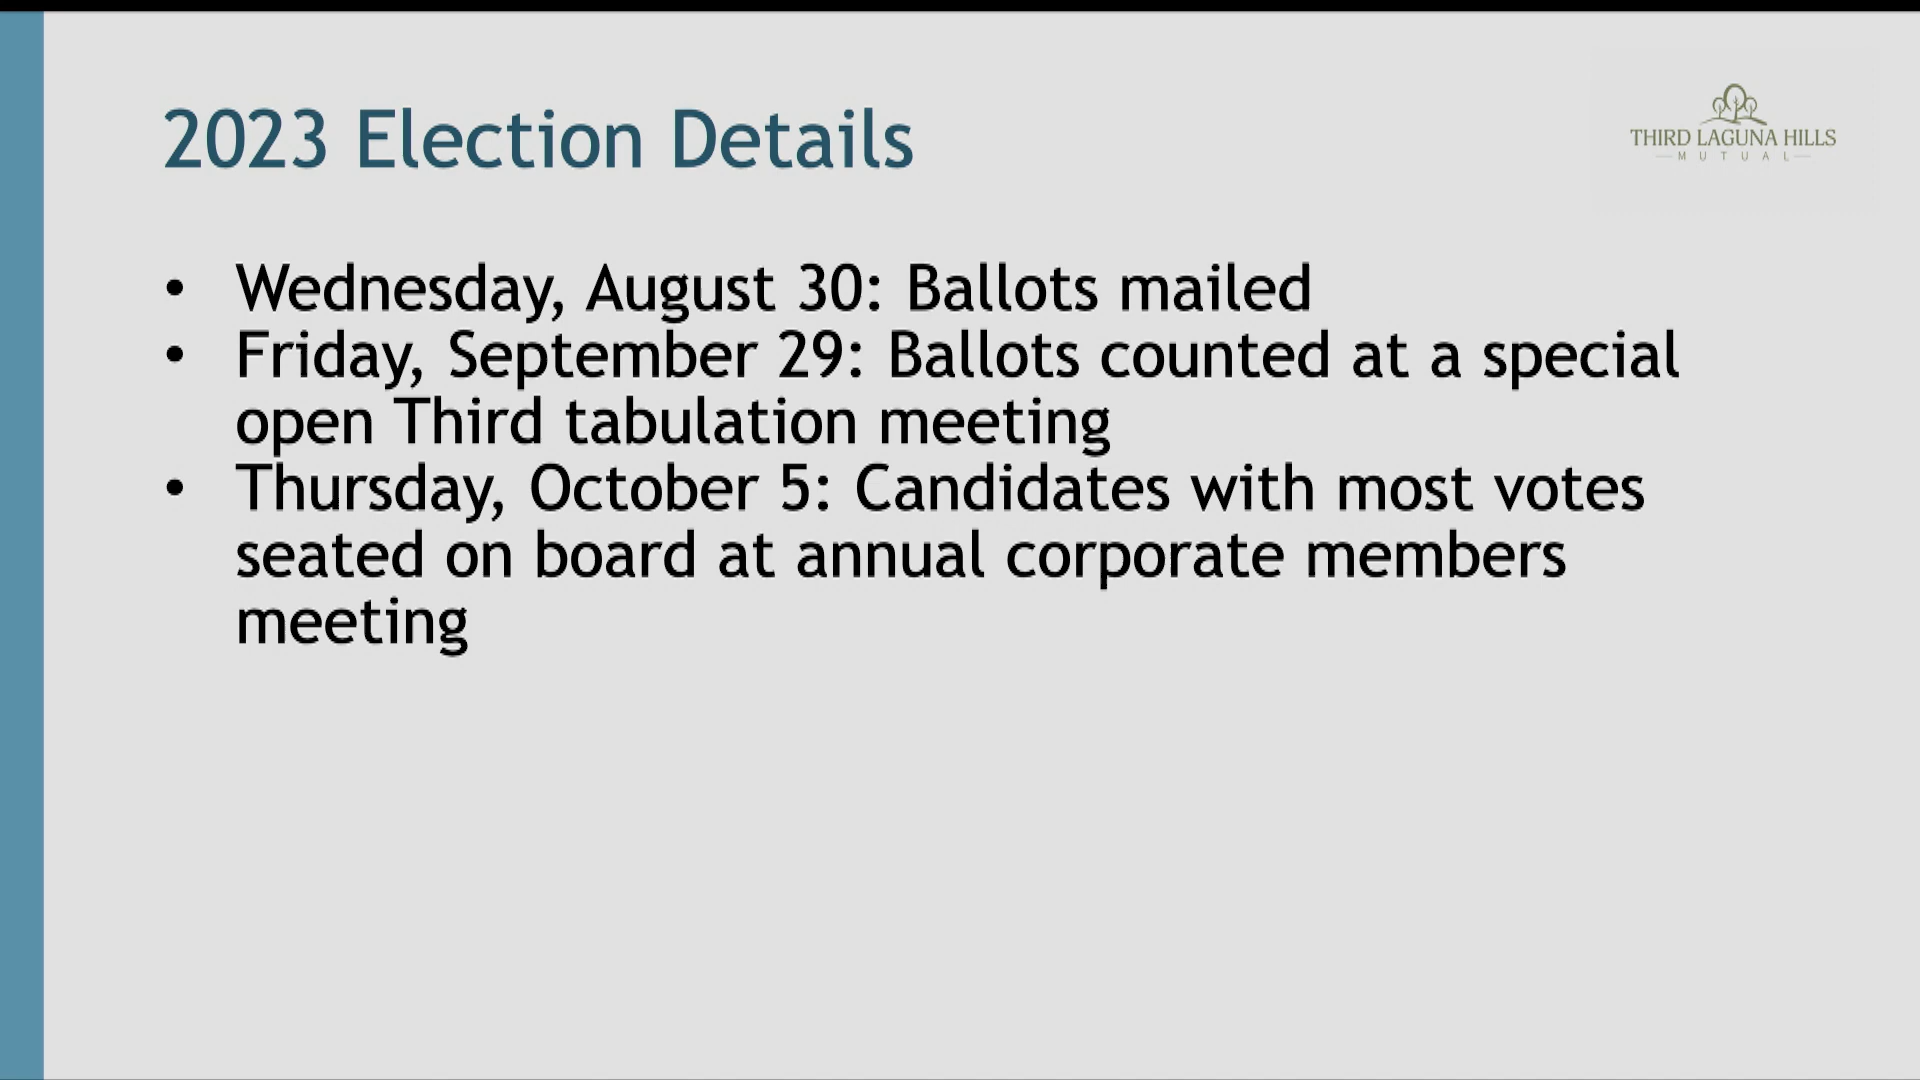 2023 Election Details
THIRD LAGUNA HILLS
MUTUAL
• Wednesday, August 30: Ballots mailed
• Friday, September 29: Ballots counted at a special
open Third tabulation meeting
• Thursday, October 5: Candidates with most votes
seated on board at annual corporate members
meeting